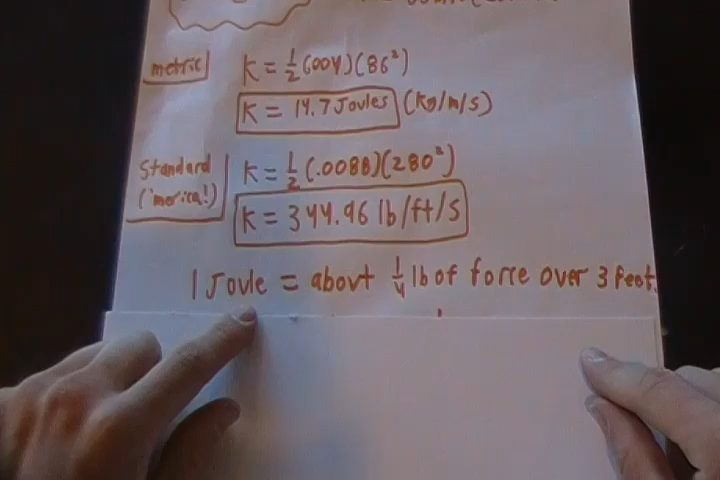 metric
K = 1/2 (.004)(86²)
K = 14.7 Joules (kg/m/s)
Standard
('merica!)
K = 1/2 (.0088)(280²)
K = 344.96 lb/ft/s
1 Joule = about 1/4 lb of force over 3 feet.